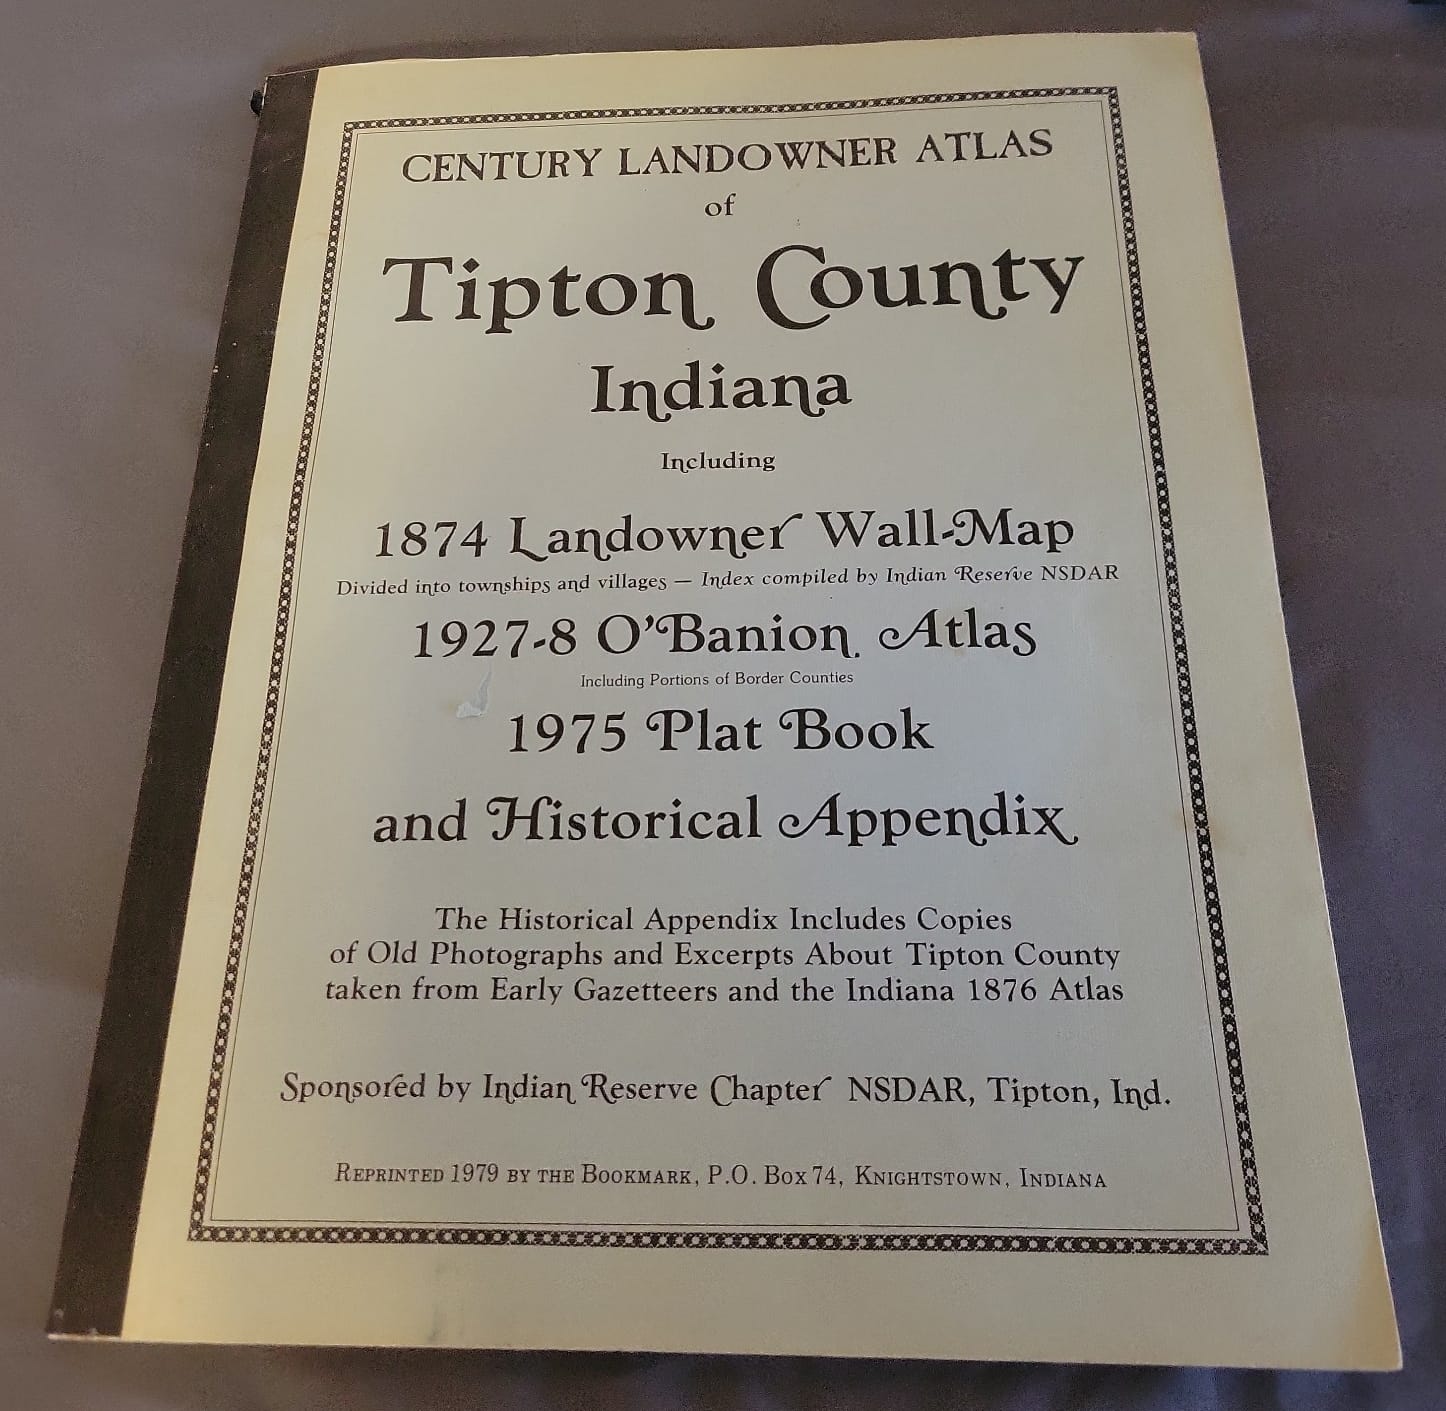 CENTURY LANDOWNER ATLAS
of
Tipton County
Indiana
Including
1874 Landowner Wall-Map
Divided into townships and villages — Index compiled by Indian Reserve NSDAR
1927-8 O'Banion. Atlas
Including Portions of Border Counties
1975 Plat Book
and Historical Appendix
The Historical Appendix Includes Copies
of Old Photographs and Excerpts About Tipton County
taken from Early Gazetteers and the Indiana 1876 Atlas
Sponsored by Indian Reserve Chapter NSDAR, Tipton, Ind.
REPRINTED 1979 BY THE BOOKMARK, P.O. Box 74, KNIGHTSTOWN, INDIANA